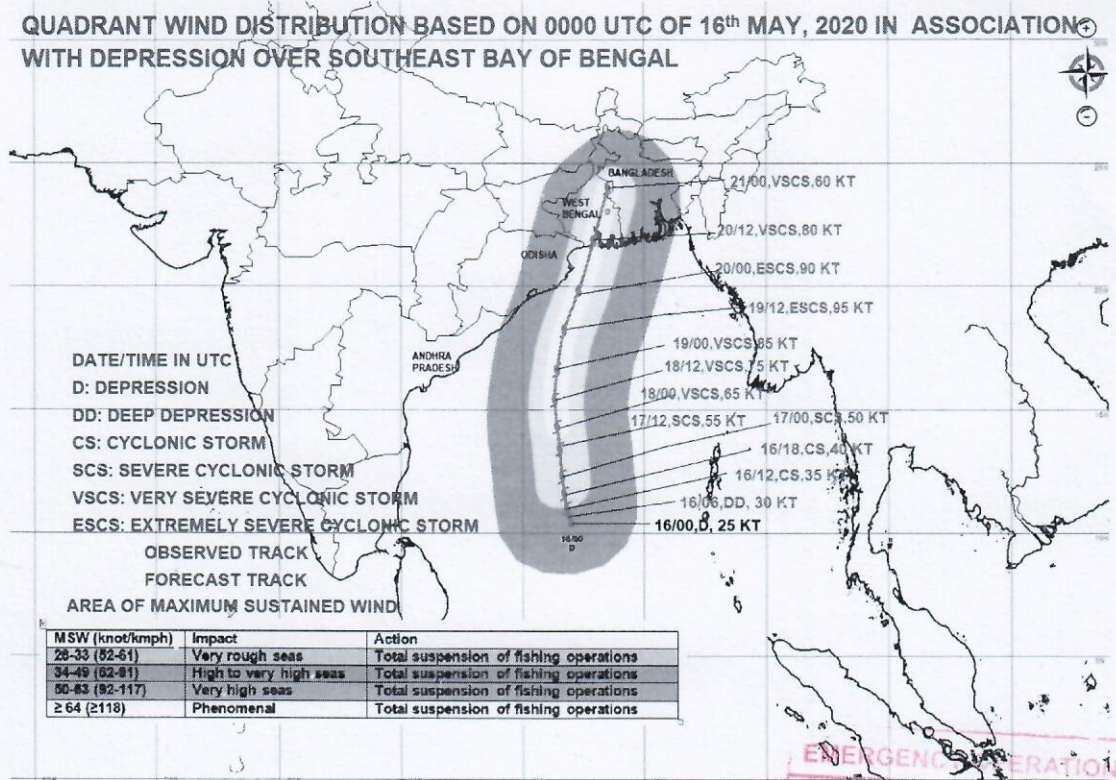 QUADRANT WIND DISTRIBUTION BASED ON 0000 UTC OF 16th MAY, 2020 IN ASSOCIATION
WITH DEPRESSION OVER SOUTHEAST BAY OF BENGAL
BANGLADESH
WEST
BENGAL
ODISHA
ANDHRA
PRADESH
21/00,VSCS,60 KT
20/12,VSCS,80 KT
20/00,ESCS,90 KT
19/12,ESCS,95 KT
19/00,VSCS,85 KT
18/12,VSCS,75 KT
18/00,VSCS,65 KT
17/12,SCS,55 KT
17/00,SCS,50 KT
16/18,CS,40 KT
16/12,CS,35 KT
16/06,DD, 30 KT
16/00,D, 25 KT
16/00
D
DATE/TIME IN UTC
D: DEPRESSION
DD: DEEP DEPRESSION
CS: CYCLONIC STORM
SCS: SEVERE CYCLONIC STORM
VSCS: VERY SEVERE CYCLONIC STORM
ESCS: EXTREMELY SEVERE CYCLONIC STORM
OBSERVED TRACK
FORECAST TRACK
AREA OF MAXIMUM SUSTAINED WIND
MSW (knot/kmph) Impact Action
28-33 (52-61) Very rough seas Total suspension of fishing operations
34-49 (62-91) High to very high seas Total suspension of fishing operations
50-63 (92-117) Very high seas Total suspension of fishing operations
≥ 64 (≥118) Phenomenal Total suspension of fishing operations